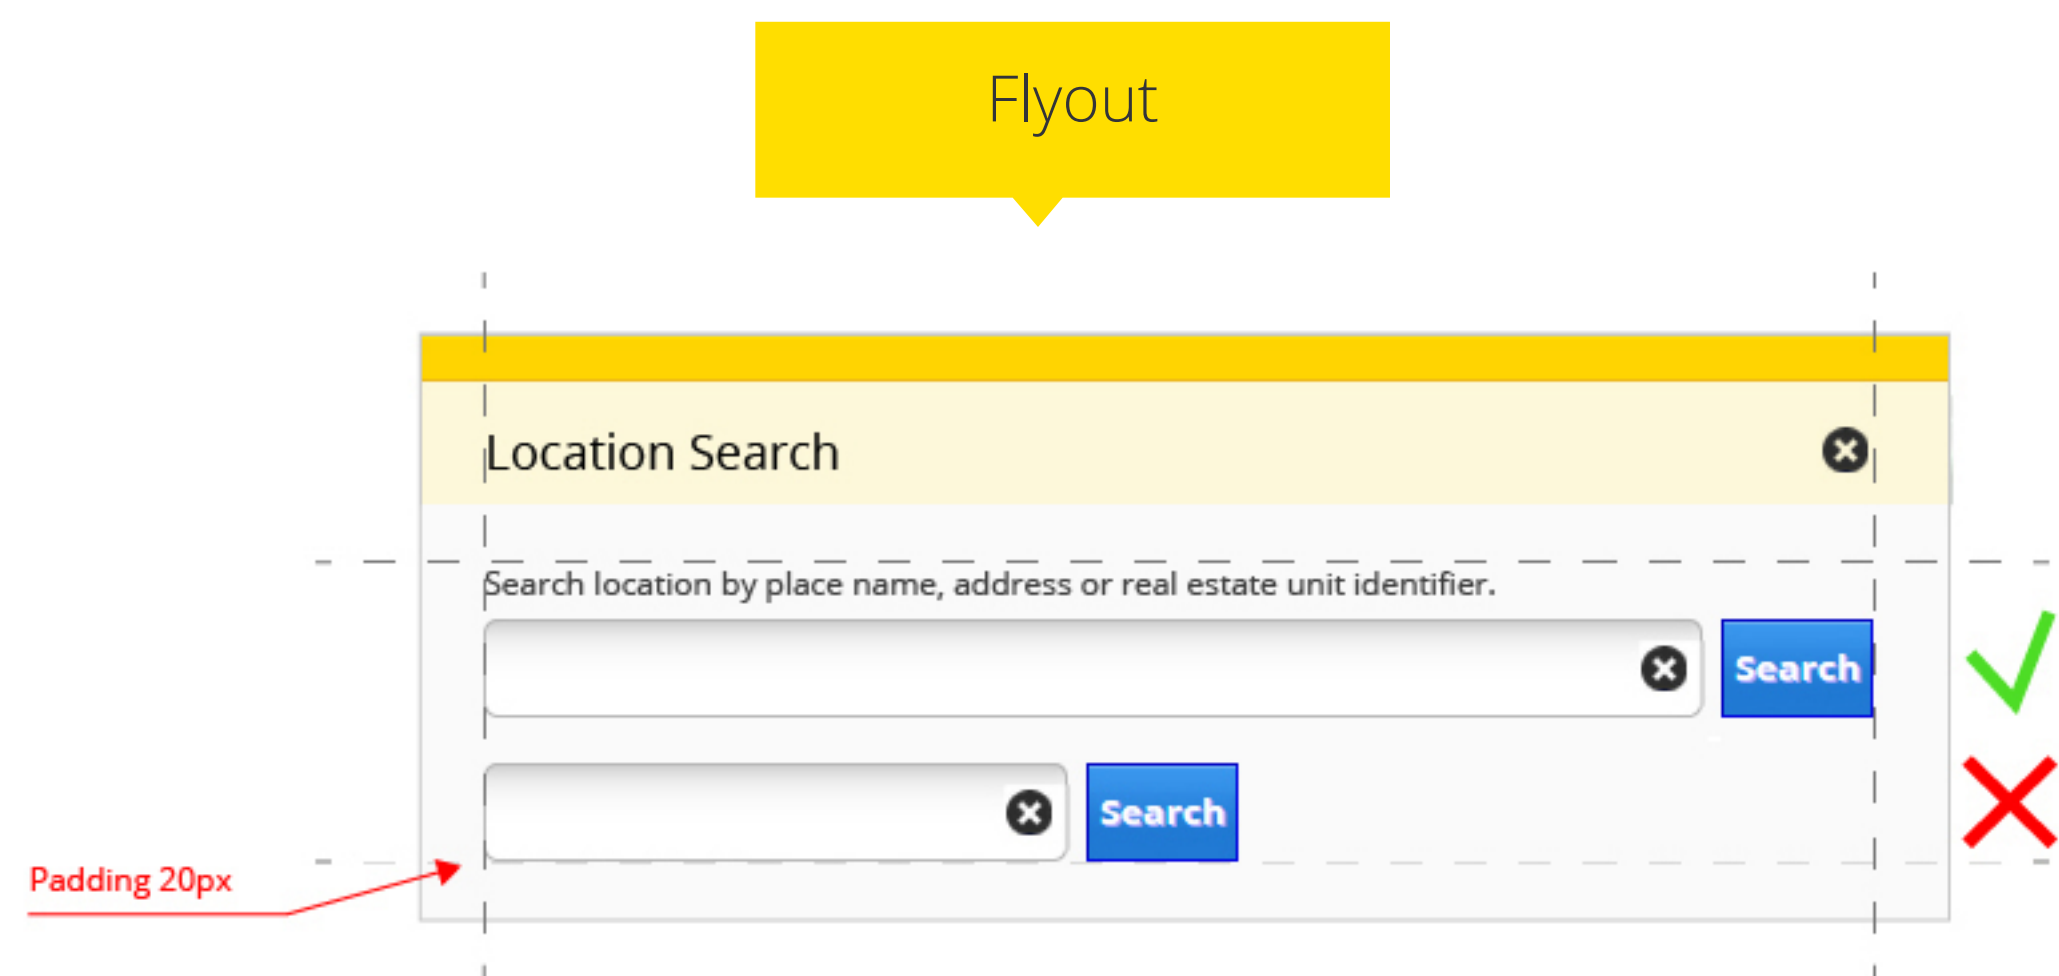 Flyout
Location Search
Search location by place name, address or real estate unit identifier.
Search
Search
Padding 20px